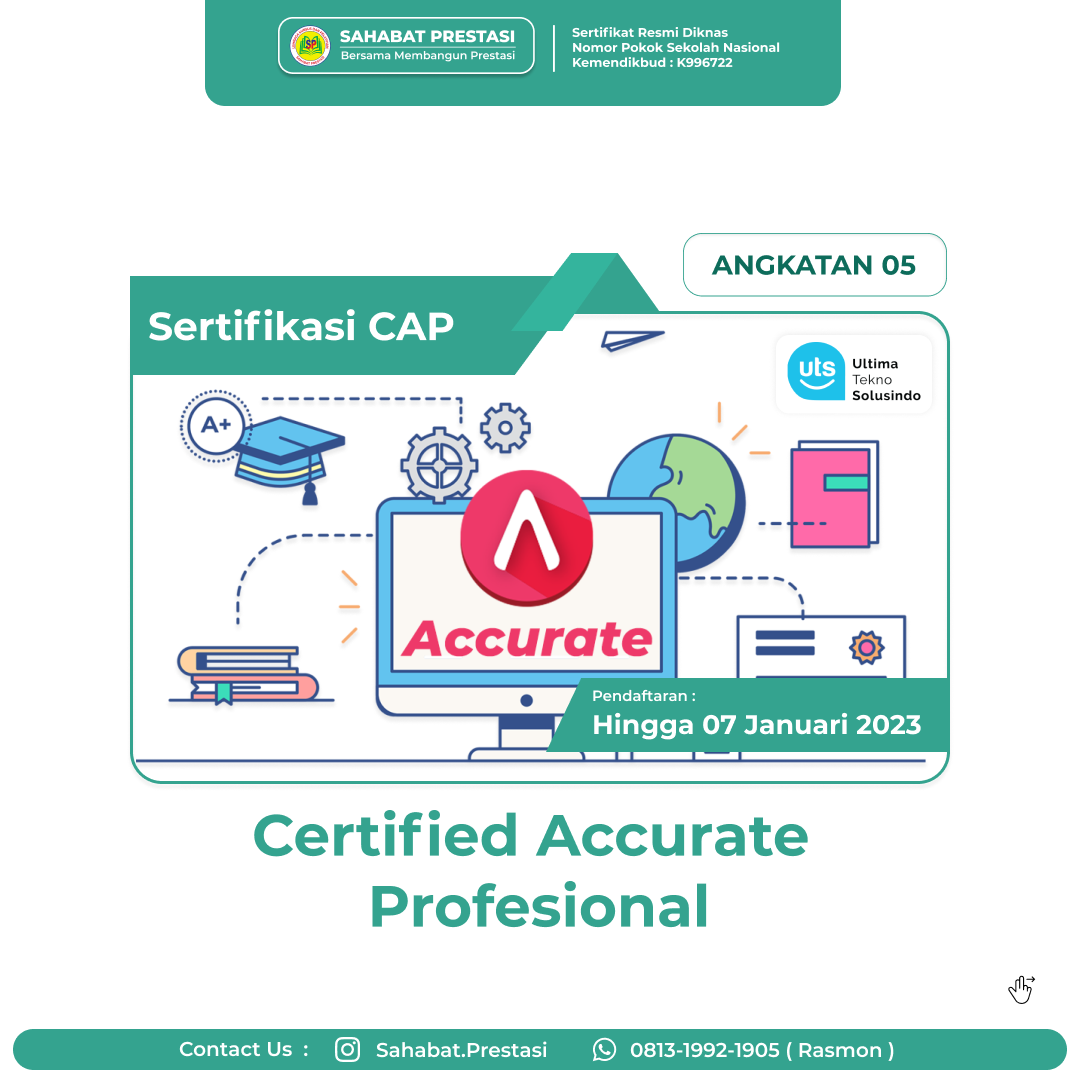 SAHABAT PRESTASI
Bersama Membangun Prestasi
Sertifikat Resmi Diknas
Nomor Pokok Sekolah Nasional
Kemendikbud : K996722
SP
ANGKATAN 05
Sertifikasi CAP
uts
Ultima
Tekno
Solusindo
A+
Accurate
Pendaftaran :
Hingga 07 Januari 2023
Certified Accurate
Profesional
Contact Us :
Sahabat.Prestasi
0813-1992-1905 ( Rasmon )